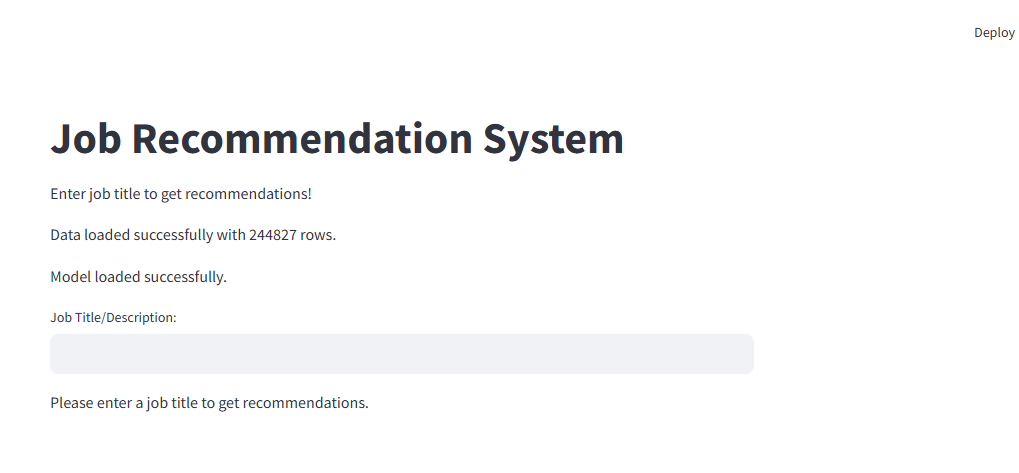 Deploy
Job Recommendation System
Enter job title to get recommendations!
Data loaded successfully with 244827 rows.
Model loaded successfully.
Job Title/Description:
Please enter a job title to get recommendations.